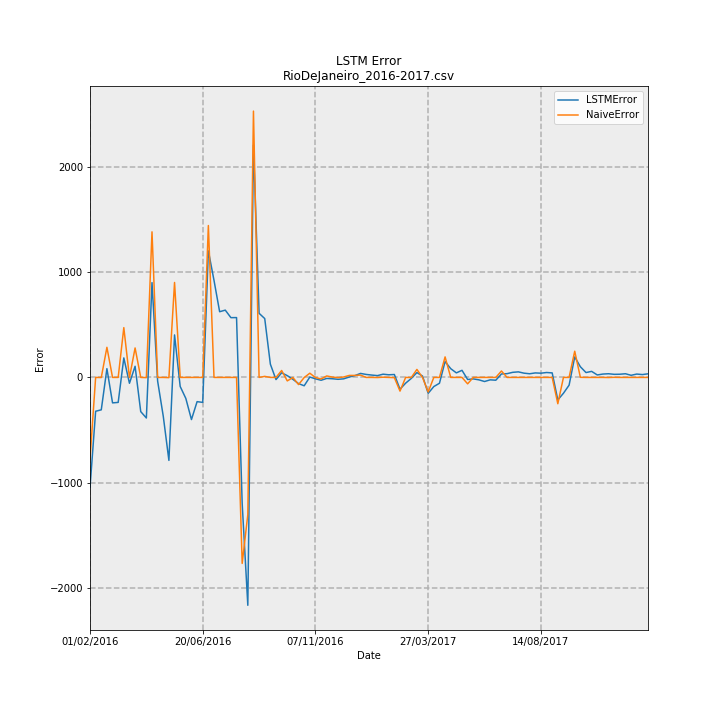 LSTM Error
RioDeJaneiro_2016-2017.csv
LSTMError
NaiveError
2000
1000
0
−1000
−2000
Error
01/02/2016 20/06/2016 07/11/2016 27/03/2017 14/08/2017
Date